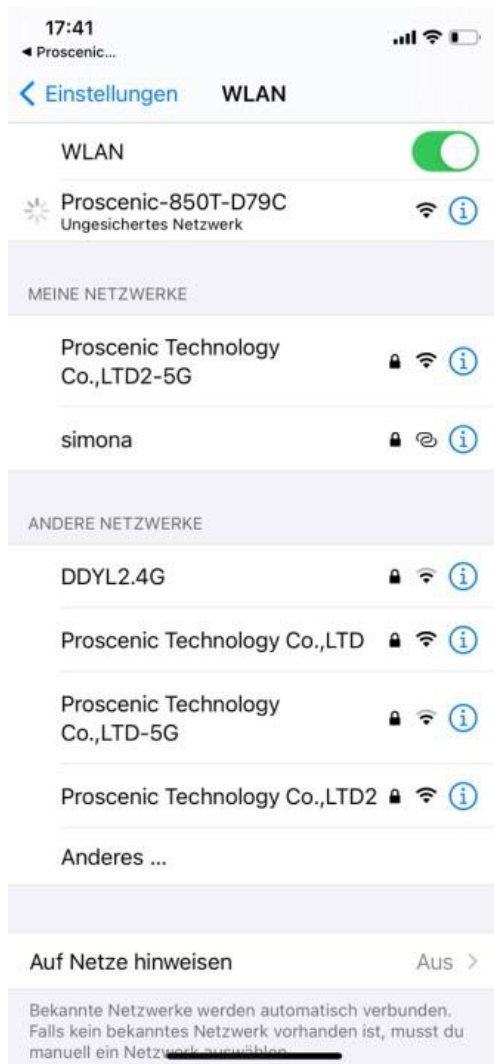 17:41
◀ Proscenic...
Einstellungen WLAN
WLAN
Proscenic-850T-D79C
Ungesichertes Netzwerk
MEINE NETZWERKE
Proscenic Technology
Co.,LTD2-5G
simona
ANDERE NETZWERKE
DDYL2.4G
Proscenic Technology Co.,LTD
Proscenic Technology
Co.,LTD-5G
Proscenic Technology Co.,LTD2
Anderes ...
Auf Netze hinweisen Aus >
Bekannte Netzwerke werden automatisch verbunden.
Falls kein bekanntes Netzwerk vorhanden ist, musst du
manuell ein Netzwerk auswählen.